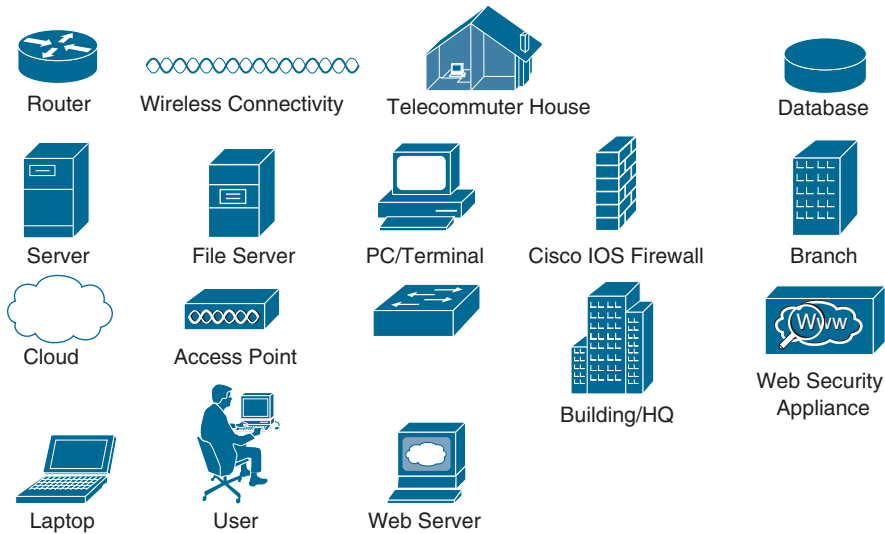 Router
Wireless Connectivity
Telecommuter House
Database
Server
File Server
PC/Terminal
Cisco IOS Firewall
Branch
Cloud
Access Point
Building/HQ
Www
Web Security
Appliance
Laptop
User
Web Server